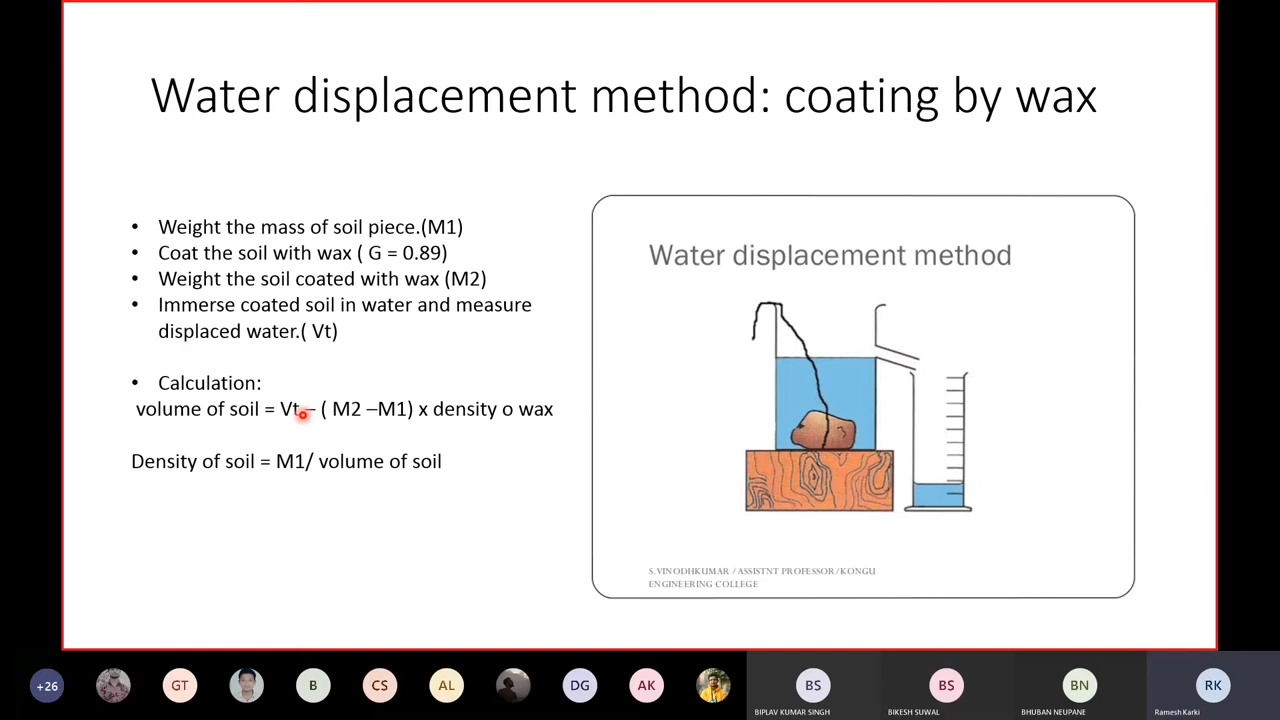 Water displacement method: coating by wax
• Weight the mass of soil piece.(M1)
• Coat the soil with wax ( G = 0.89)
• Weight the soil coated with wax (M2)
• Immerse coated soil in water and measure
displaced water.( Vt)
• Calculation:
volume of soil = Vt – ( M2 –M1) x density o wax
Density of soil = M1/ volume of soil
Water displacement method
S.VINODHKUMAR / ASSISTNT PROFESSOR/KONGU
ENGINEERING COLLEGE
+26
GT
B
CS
AL
DG
AK
BS
BIPLAV KUMAR SINGH
BS
BIKESH SUWAL
BN
BHUBAN NEUPANE
RK
Ramesh Karki